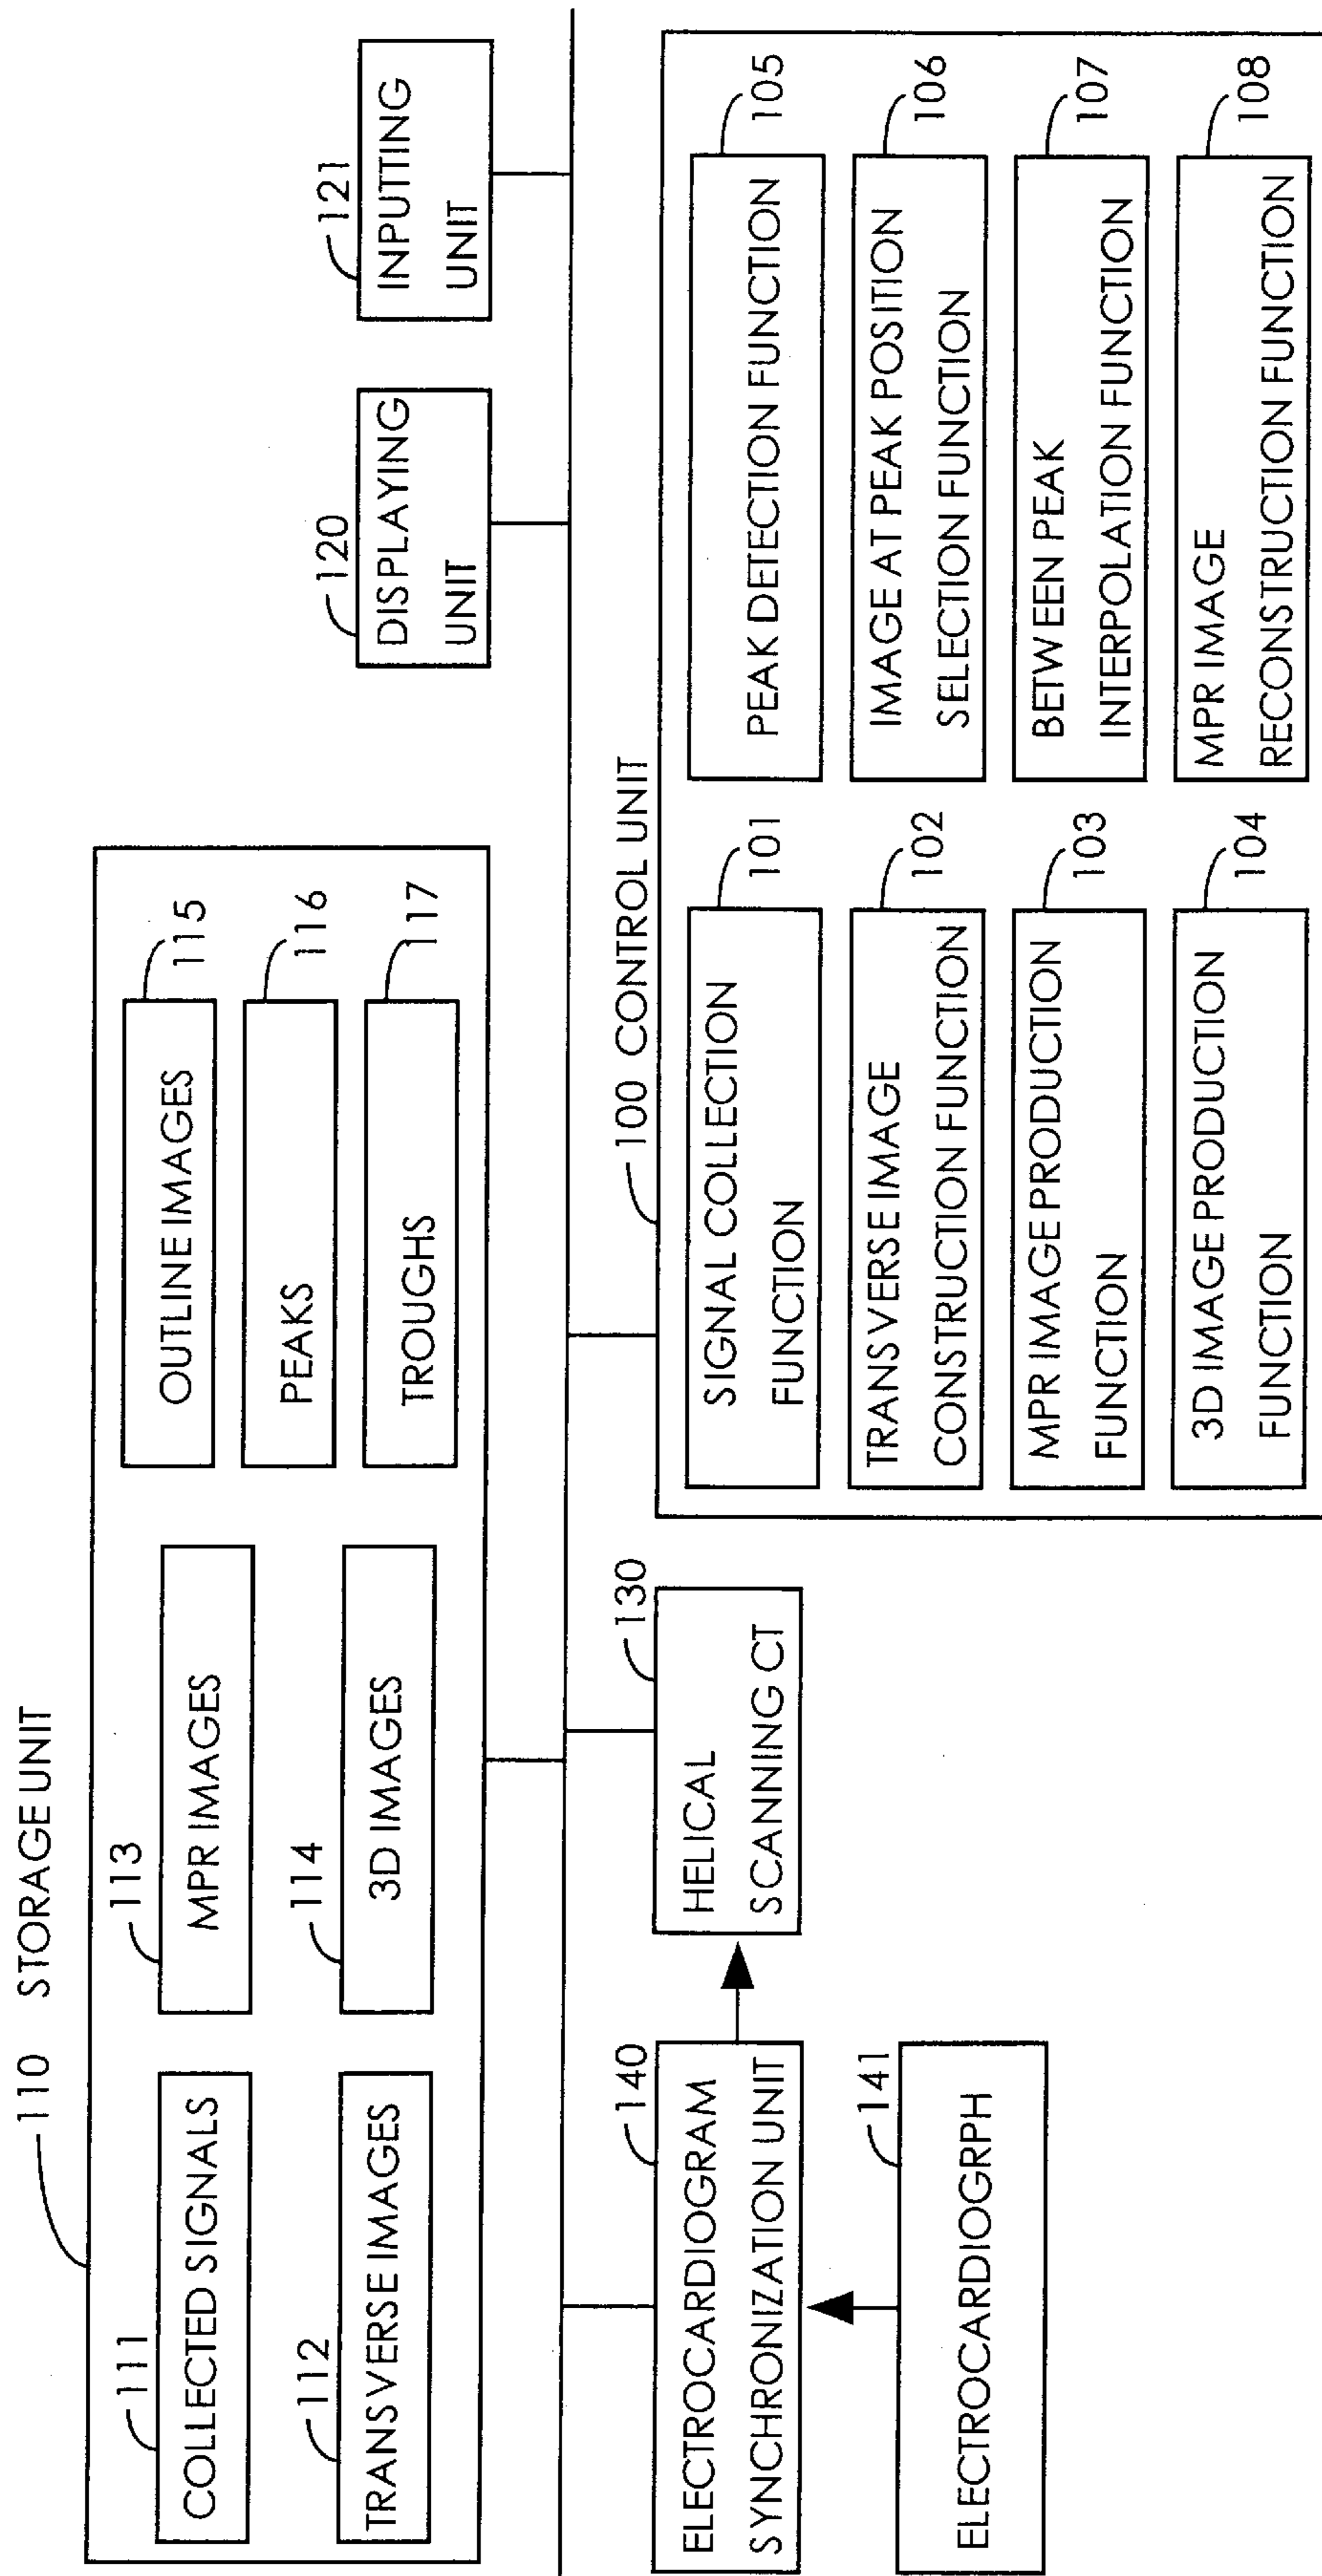 110 STORAGE UNIT
111
COLLECTED SIGNALS
112
TRANSVERSE IMAGES
113
MPR IMAGES
114
3D IMAGES
OUTLINE IMAGES
115
PEAKS
116
TROUGHS
117
120
DISPLAYING
UNIT
121
INPUTTING
UNIT
140
ELECTROCARDIOGRAM
SYNCHRONIZATION UNIT
141
ELECTROCARDIOGRPH
130
HELICAL
SCANNING CT
100 CONTROL UNIT
SIGNAL COLLECTION
FUNCTION
101
TRANSVERSE IMAGE
CONSTRUCTION FUNCTION
102
MPR IMAGE PRODUCTION
FUNCTION
103
3D IMAGE PRODUCTION
FUNCTION
104
PEAK DETECTION FUNCTION
105
IMAGE AT PEAK POSITION
SELECTION FUNCTION
106
BETWEEN PEAK
INTERPOLATION FUNCTION
107
MPR IMAGE
RECONSTRUCTION FUNCTION
108